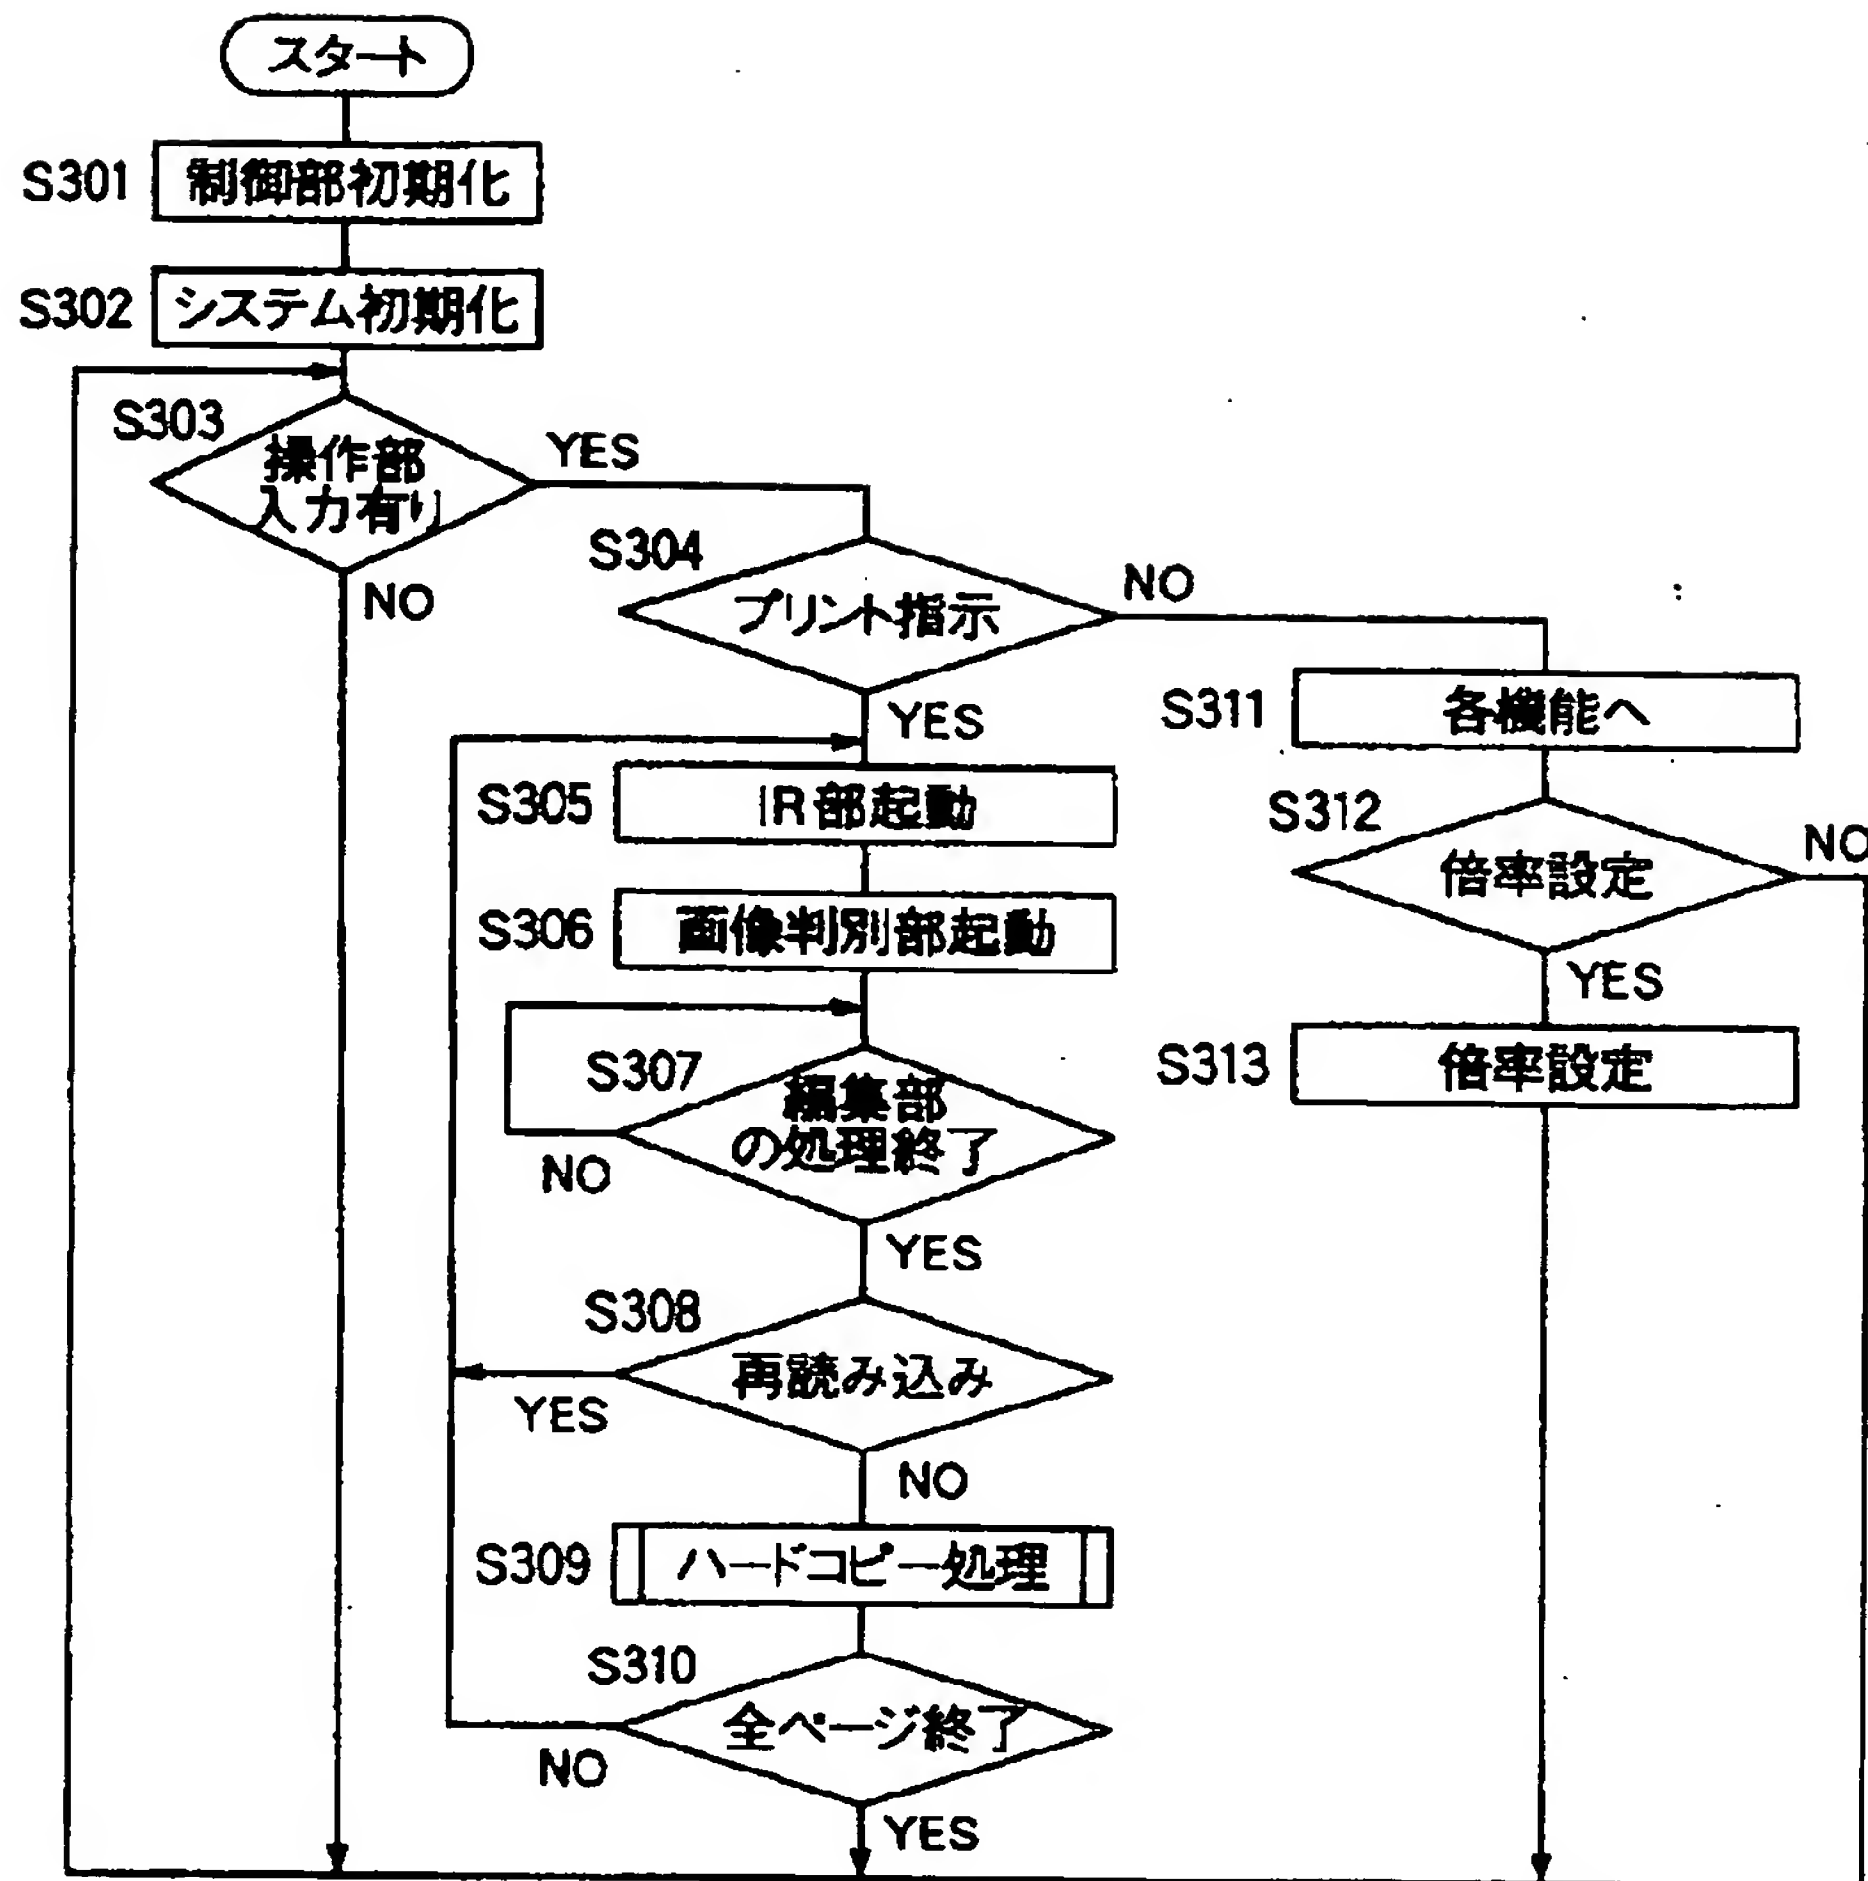 スタート
S301
制御部初期化
S302
システム初期化
S303
操作部
入力有り
YES
NO
S304
プリント指示
NO
YES
S305
IR部起動
S306
画像判別部起動
S307
編集部
の処理終了
NO
YES
S308
再読み込み
YES
NO
S309
ハードコピー処理
S310
全ページ終了
NO
YES
S311
各機能へ
S312
倍率設定
NO
YES
S313
倍率設定